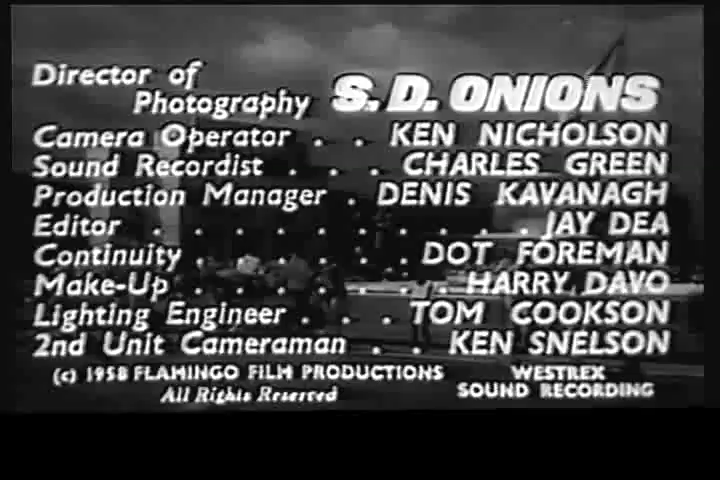 Director of
Photography S. D. ONIONS
Camera Operator . . KEN NICHOLSON
Sound Recordist . . . CHARLES GREEN
Production Manager . DENIS KAVANAGH
Editor . . . . . . . . . . JAY DEA
Continuity . . . . . . DOT FOREMAN
Make-Up . . . . . . . HARRY DAVO
Lighting Engineer . . . TOM COOKSON
2nd Unit Cameraman . . KEN SNELSON
(c) 1958 FLAMINGO FILM PRODUCTIONS WESTREX
All Rights Reserved SOUND RECORDING